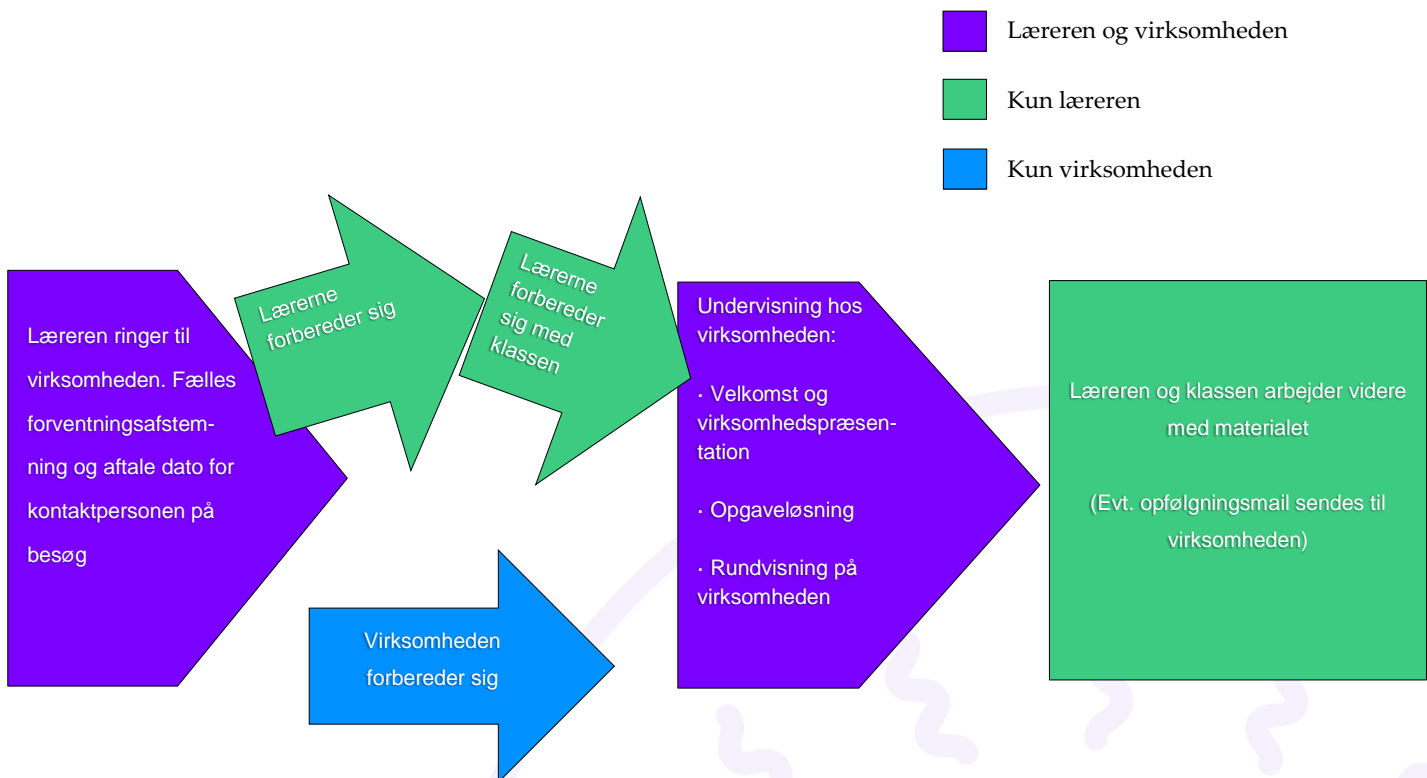 Læreren og virksomheden
Kun læreren
Kun virksomheden
Læreren ringer til
virksomheden. Fælles
forventningsafstem-
ning og aftale dato for
kontaktpersonen på
besøg
Lærerne
forbereder sig
Lærerne
forbereder
sig med
klassen
Virksomheden
forbereder sig
Undervisning hos
virksomheden:
· Velkomst og
virksomhedspræsen-
tation
· Opgaveløsning
· Rundvisning på
virksomheden
Læreren og klassen arbejder videre
med materialet
(Evt. opfølgningsmail sendes til
virksomheden)